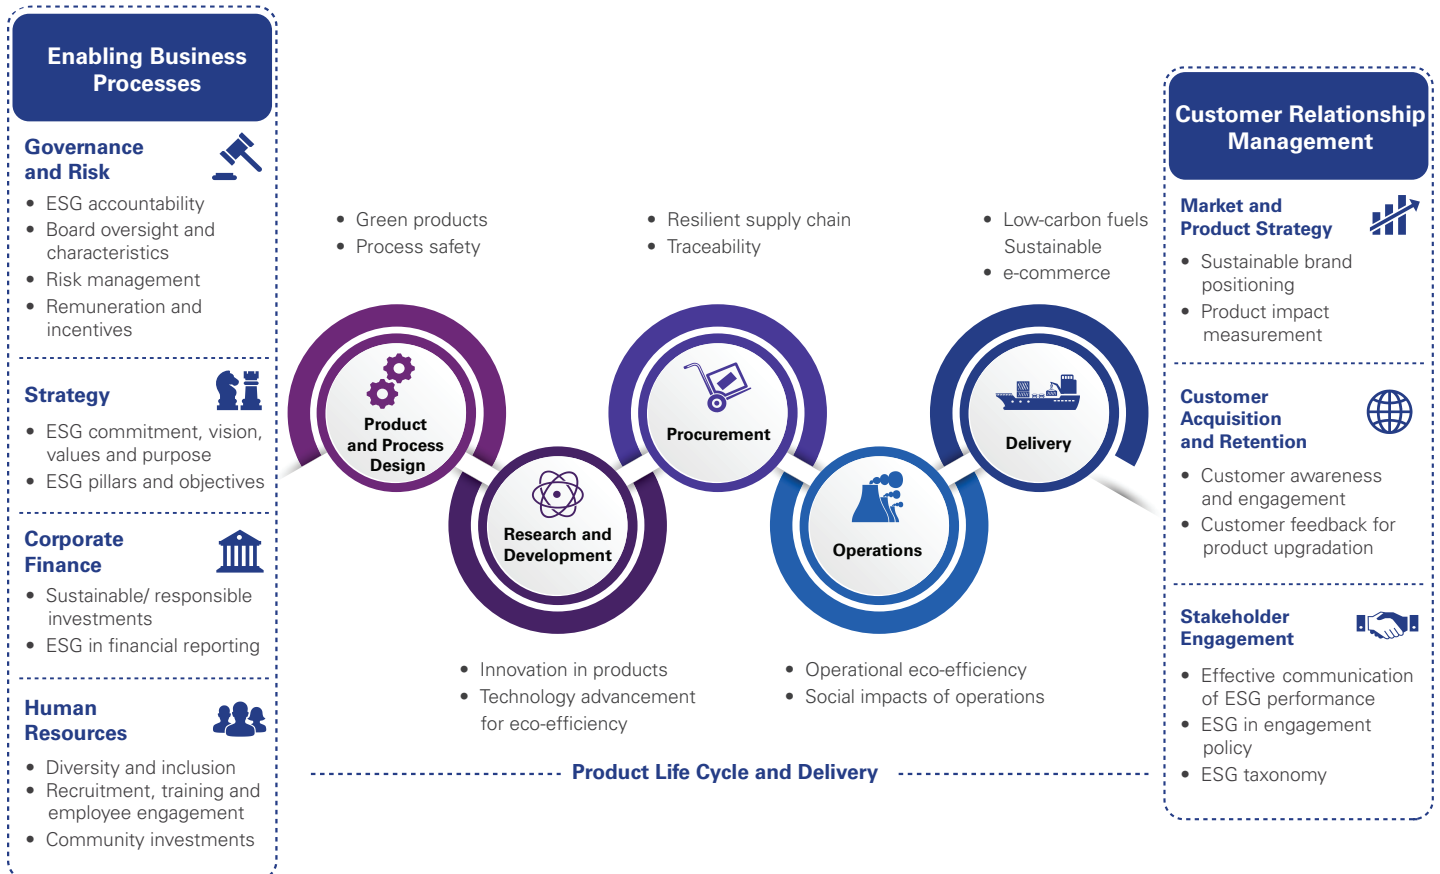 Enabling Business
Processes
Governance
and Risk
• ESG accountability
• Board oversight and
characteristics
• Risk management
• Remuneration and
incentives
Strategy
• ESG commitment, vision,
values and purpose
• ESG pillars and objectives
Corporate
Finance
• Sustainable/ responsible
investments
• ESG in financial reporting
Human
Resources
• Diversity and inclusion
• Recruitment, training and
employee engagement
• Community investments
• Green products
• Process safety
Product
and Process
Design
Research and
Development
• Innovation in products
• Technology advancement
for eco-efficiency
• Resilient supply chain
• Traceability
Procurement
Operations
• Operational eco-efficiency
• Social impacts of operations
• Low-carbon fuels
Sustainable
• e-commerce
Delivery
Product Life Cycle and Delivery
Customer Relationship
Management
Market and
Product Strategy
• Sustainable brand
positioning
• Product impact
measurement
Customer
Acquisition
and Retention
• Customer awareness
and engagement
• Customer feedback for
product upgradation
Stakeholder
Engagement
• Effective communication
of ESG performance
• ESG in engagement
policy
• ESG taxonomy